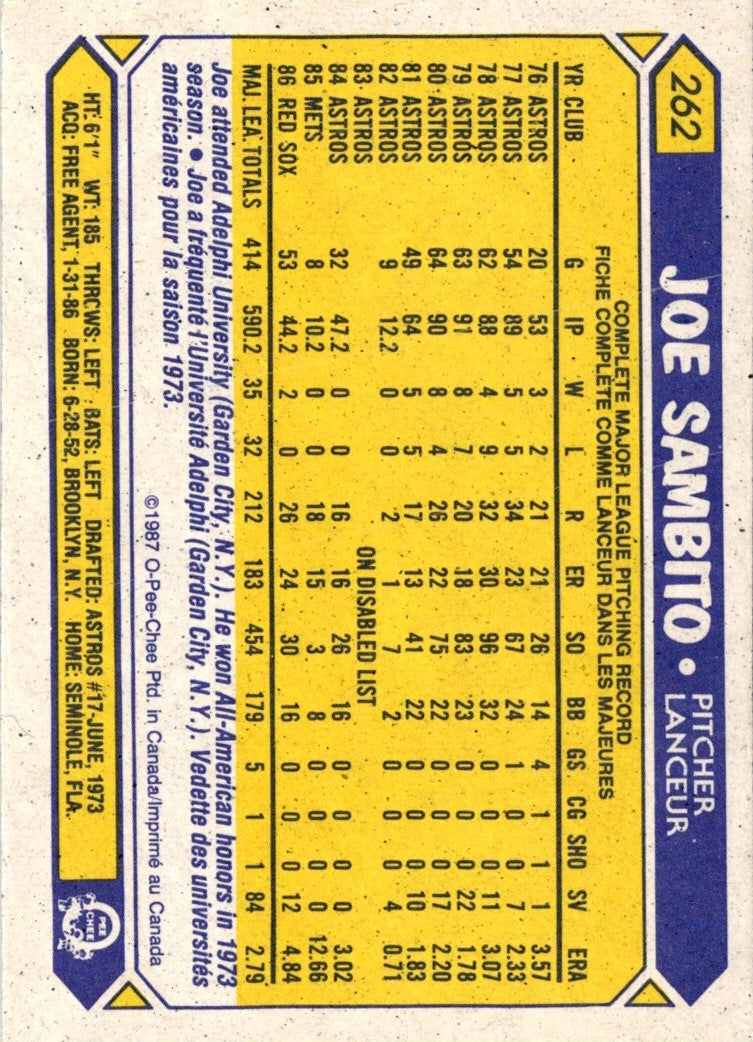 262
JOE SAMBITO • PITCHER
LANCEUR
COMPLETE MAJOR LEAGUE PITCHING RECORD
FICHE COMPLÈTE COMME LANCEUR DANS LES MAJEURES
YR CLUB G IP W L R ER SO BB GS CG SHO SV ERA
76 ASTROS 20 53 3 2 21 21 26 14 4 1 1 1 3.57
77 ASTROS 54 89 5 5 34 23 67 24 1 0 0 7 2.33
78 ASTROS 62 88 4 9 32 30 96 32 0 0 0 11 3.07
79 ASTROS 63 91 8 7 20 18 83 23 0 0 0 22 1.78
80 ASTROS 64 90 8 4 26 22 75 22 0 0 0 17 2.20
81 ASTROS 49 64 5 5 17 13 41 22 0 0 0 10 1.83
82 ASTROS 9 12.2 0 0 2 1 7 2 0 0 0 4 0.71
83 ASTROS ON DISABLED LIST
84 ASTROS 32 47.2 0 0 16 16 26 16 0 0 0 0 3.02
85 METS 8 10.2 0 0 18 15 3 8 0 0 0 0 12.66
86 RED SOX 53 44.2 2 0 26 24 30 16 0 0 0 12 4.84
MAJ. LEA. TOTALS 414 590.2 35 32 212 183 454 179 5 1 1 84 2.79
Joe attended Adelphi University (Garden City, N.Y.). He won All-American honors in 1973
season. • Joe a fréquenté l'Université Adelphi (Garden City, N.Y.). Vedette des universités
américaines pour la saison 1973.
©1987 O-Pee-Chee Ptd. in Canada/Imprimé au Canada
HT: 6'1" WT: 185 THROWS: LEFT BATS: LEFT DRAFTED: ASTROS #17-JUNE, 1973
ACQ: FREE AGENT, 1-31-86 BORN: 6-28-52, BROOKLYN, N.Y. HOME: SEMINOLE, FLA.
O
PEE
CHEE